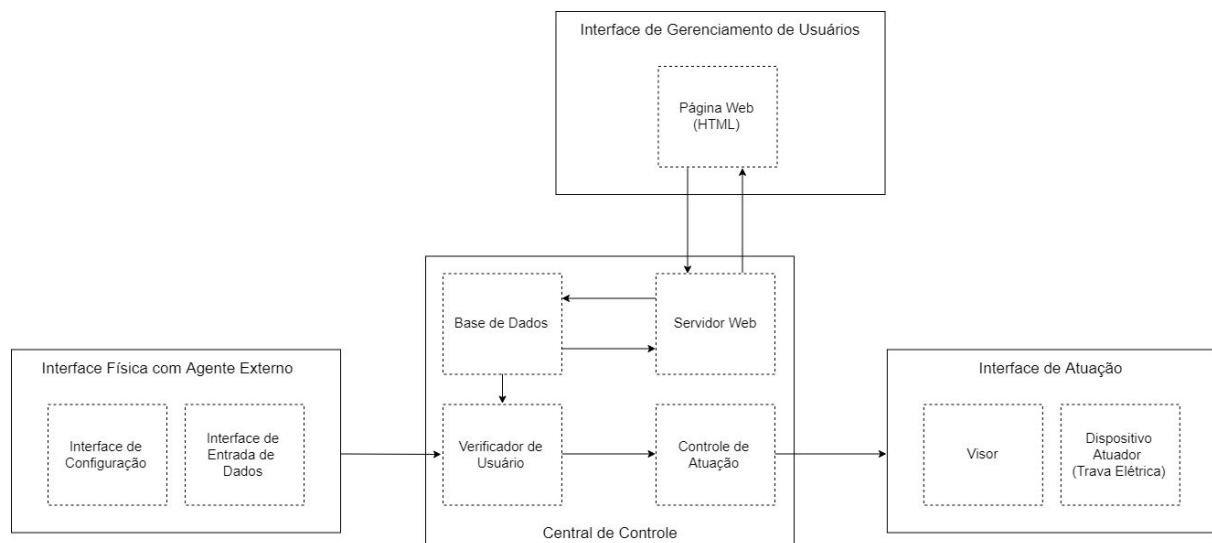 Interface de Gerenciamento de Usuários
Página Web
(HTML)
Base de Dados
Servidor Web
Interface Física com Agente Externo
Interface de
Configuração
Interface de
Entrada de
Dados
Verificador de
Usuário
Controle de
Atuação
Central de Controle
Interface de Atuação
Visor
Dispositivo
Atuador
(Trava Elétrica)